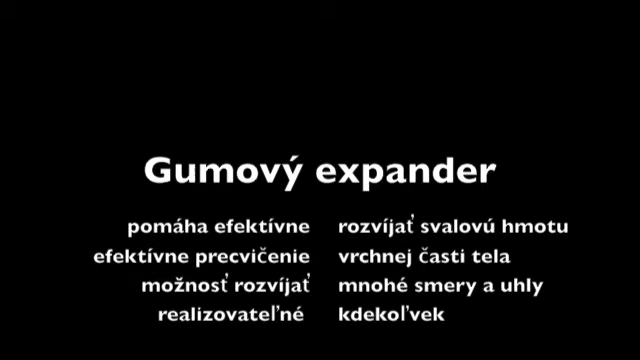 Gumový expander
pomáha efektívne rozvíjať svalovú hmotu
efektívne precvičenie vrchnej časti tela
možnosť rozvíjať mnohé smery a uhly
realizovateľné kdekoľvek